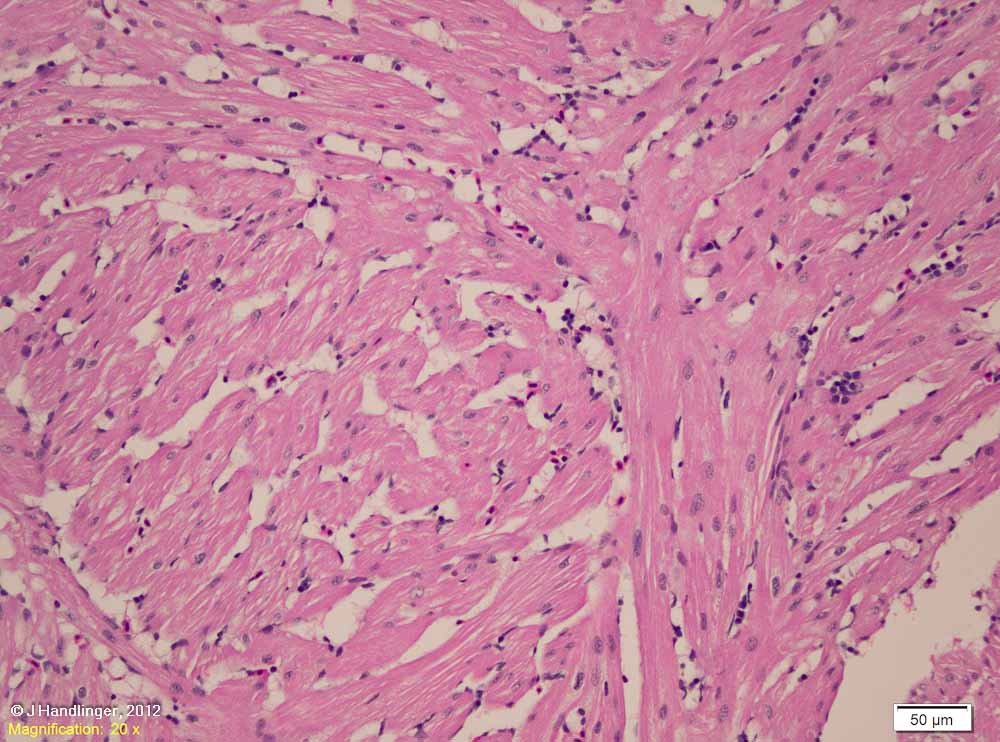 © J Handlinger, 2012
Magnification: 20 x
50 µm